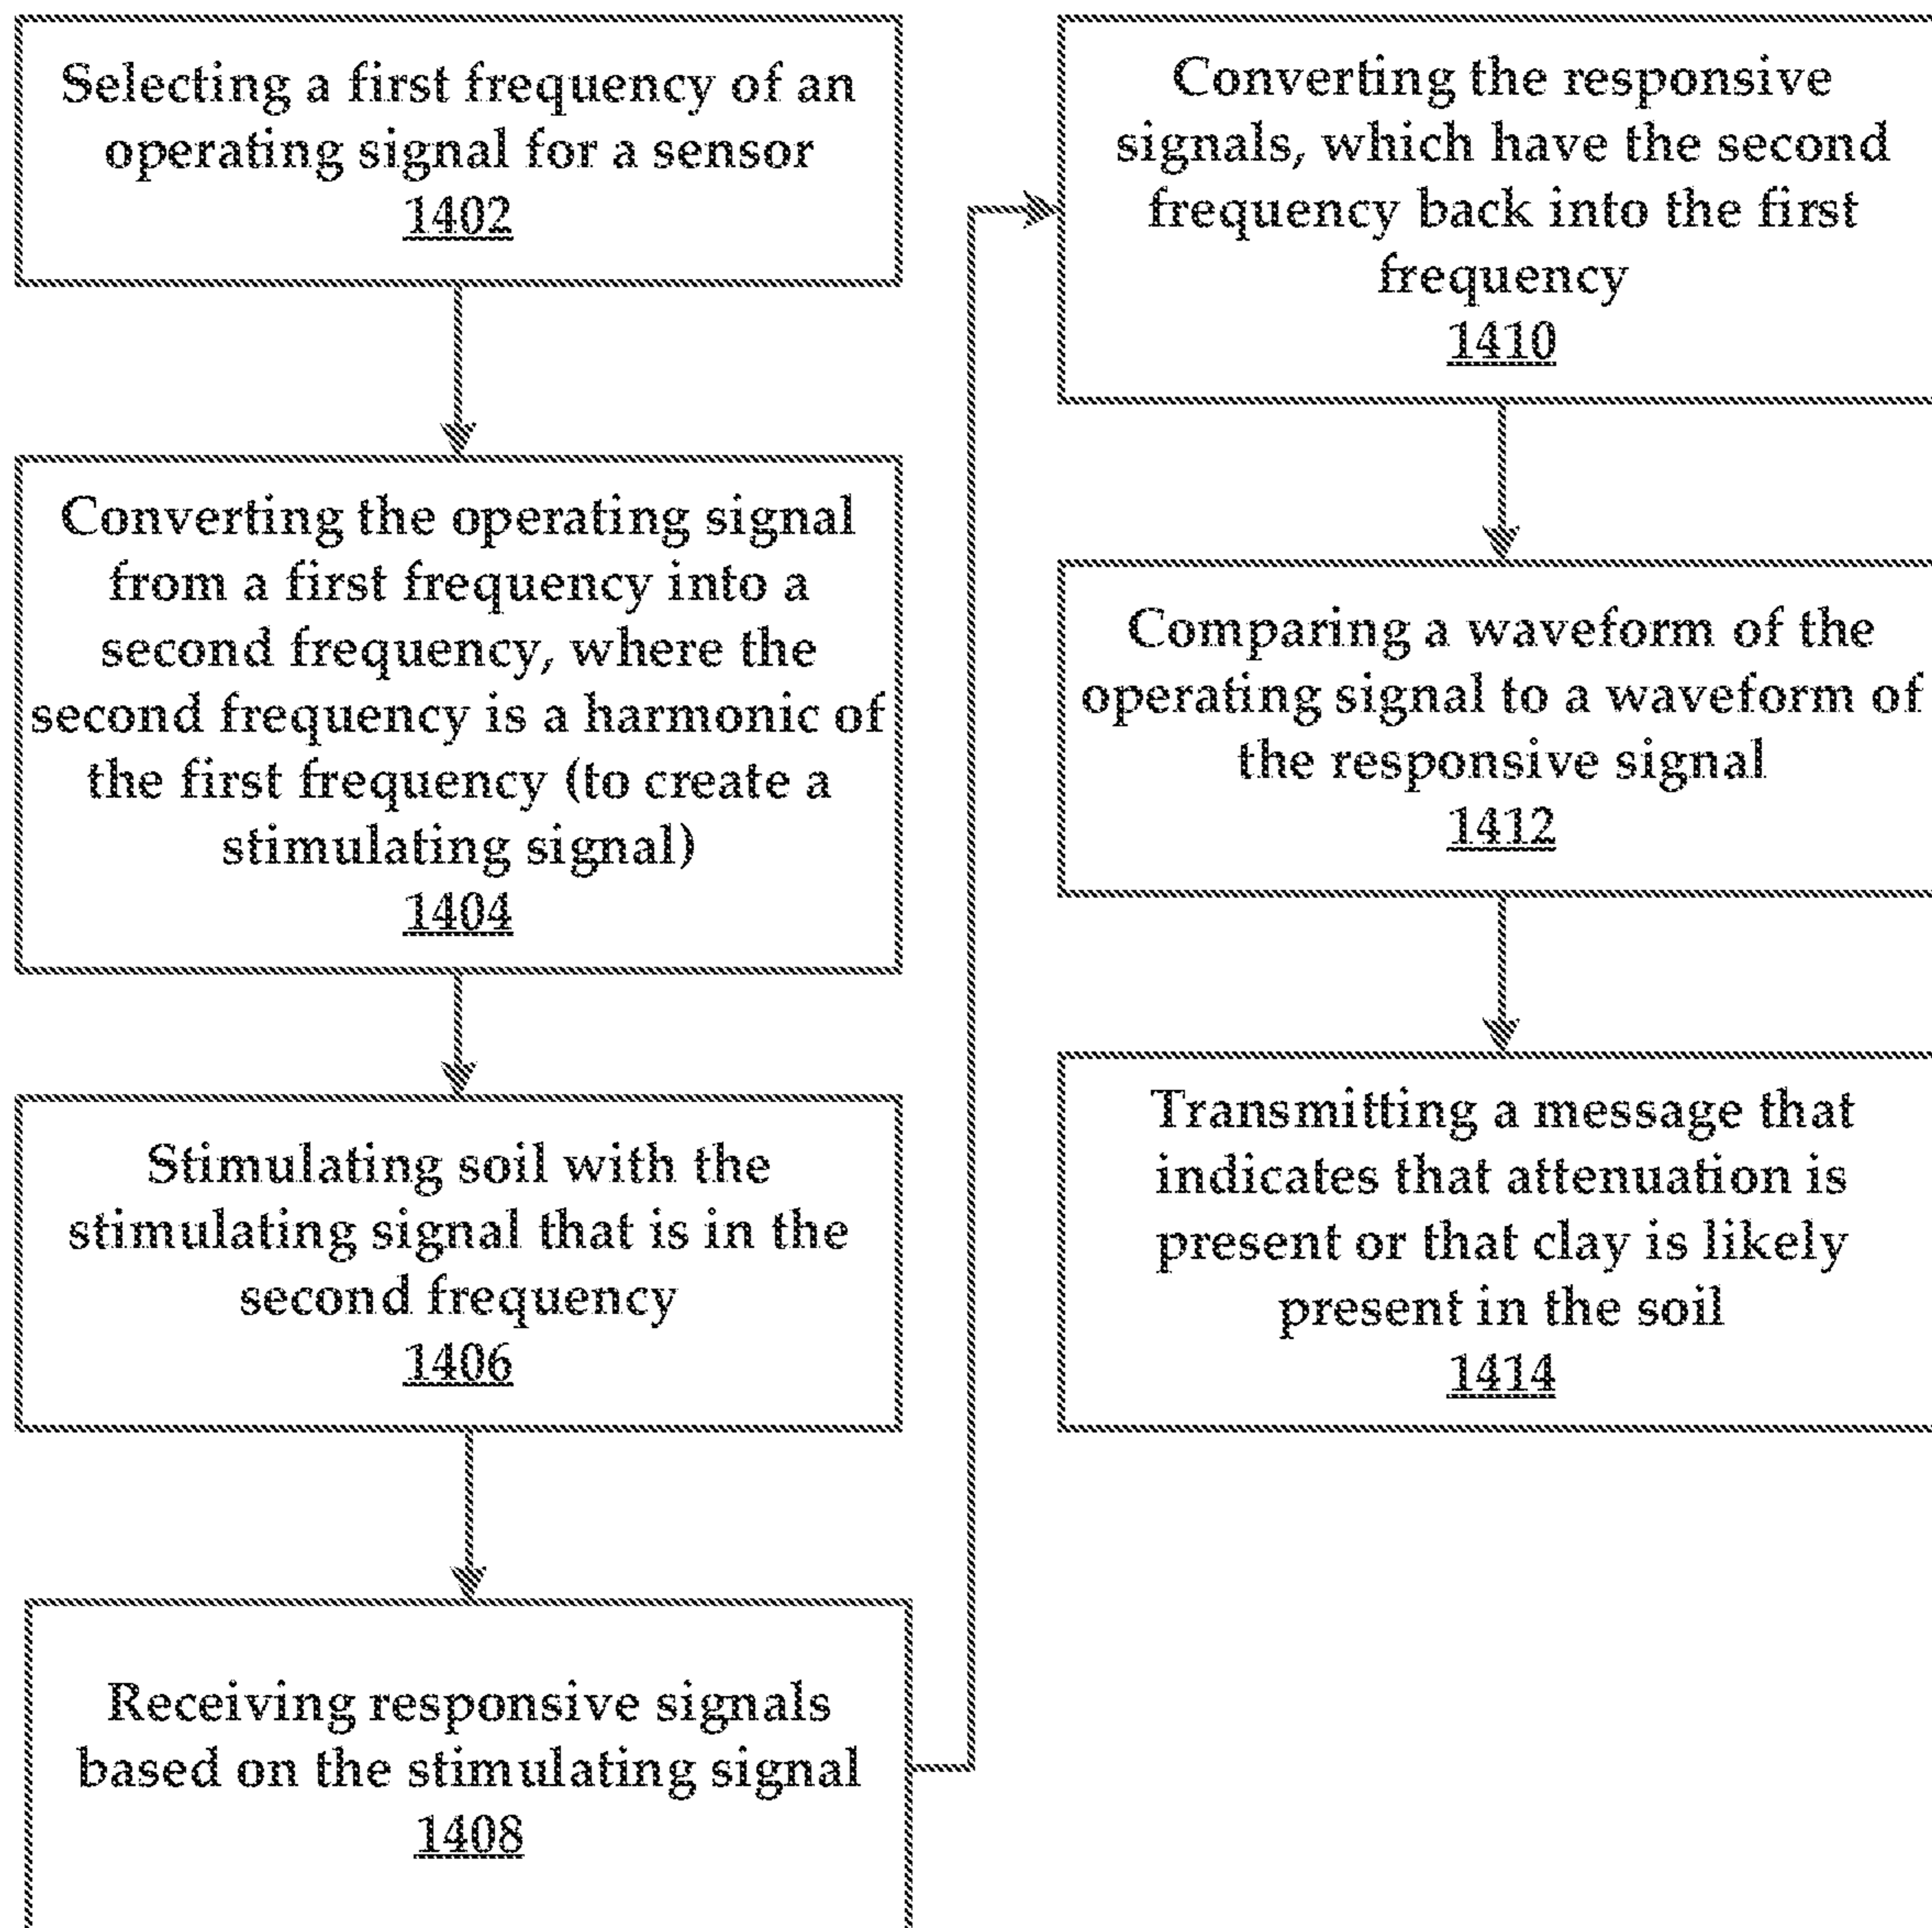 Selecting a first frequency of an
operating signal for a sensor
1402
Converting the operating signal
from a first frequency into a
second frequency, where the
second frequency is a harmonic of
the first frequency (to create a
stimulating signal)
1404
Stimulating soil with the
stimulating signal that is in the
second frequency
1406
Receiving responsive signals
based on the stimulating signal
1408
Converting the responsive
signals, which have the second
frequency back into the first
frequency
1410
Comparing a waveform of the
operating signal to a waveform of
the responsive signal
1412
Transmitting a message that
indicates that attenuation is
present or that clay is likely
present in the soil
1414